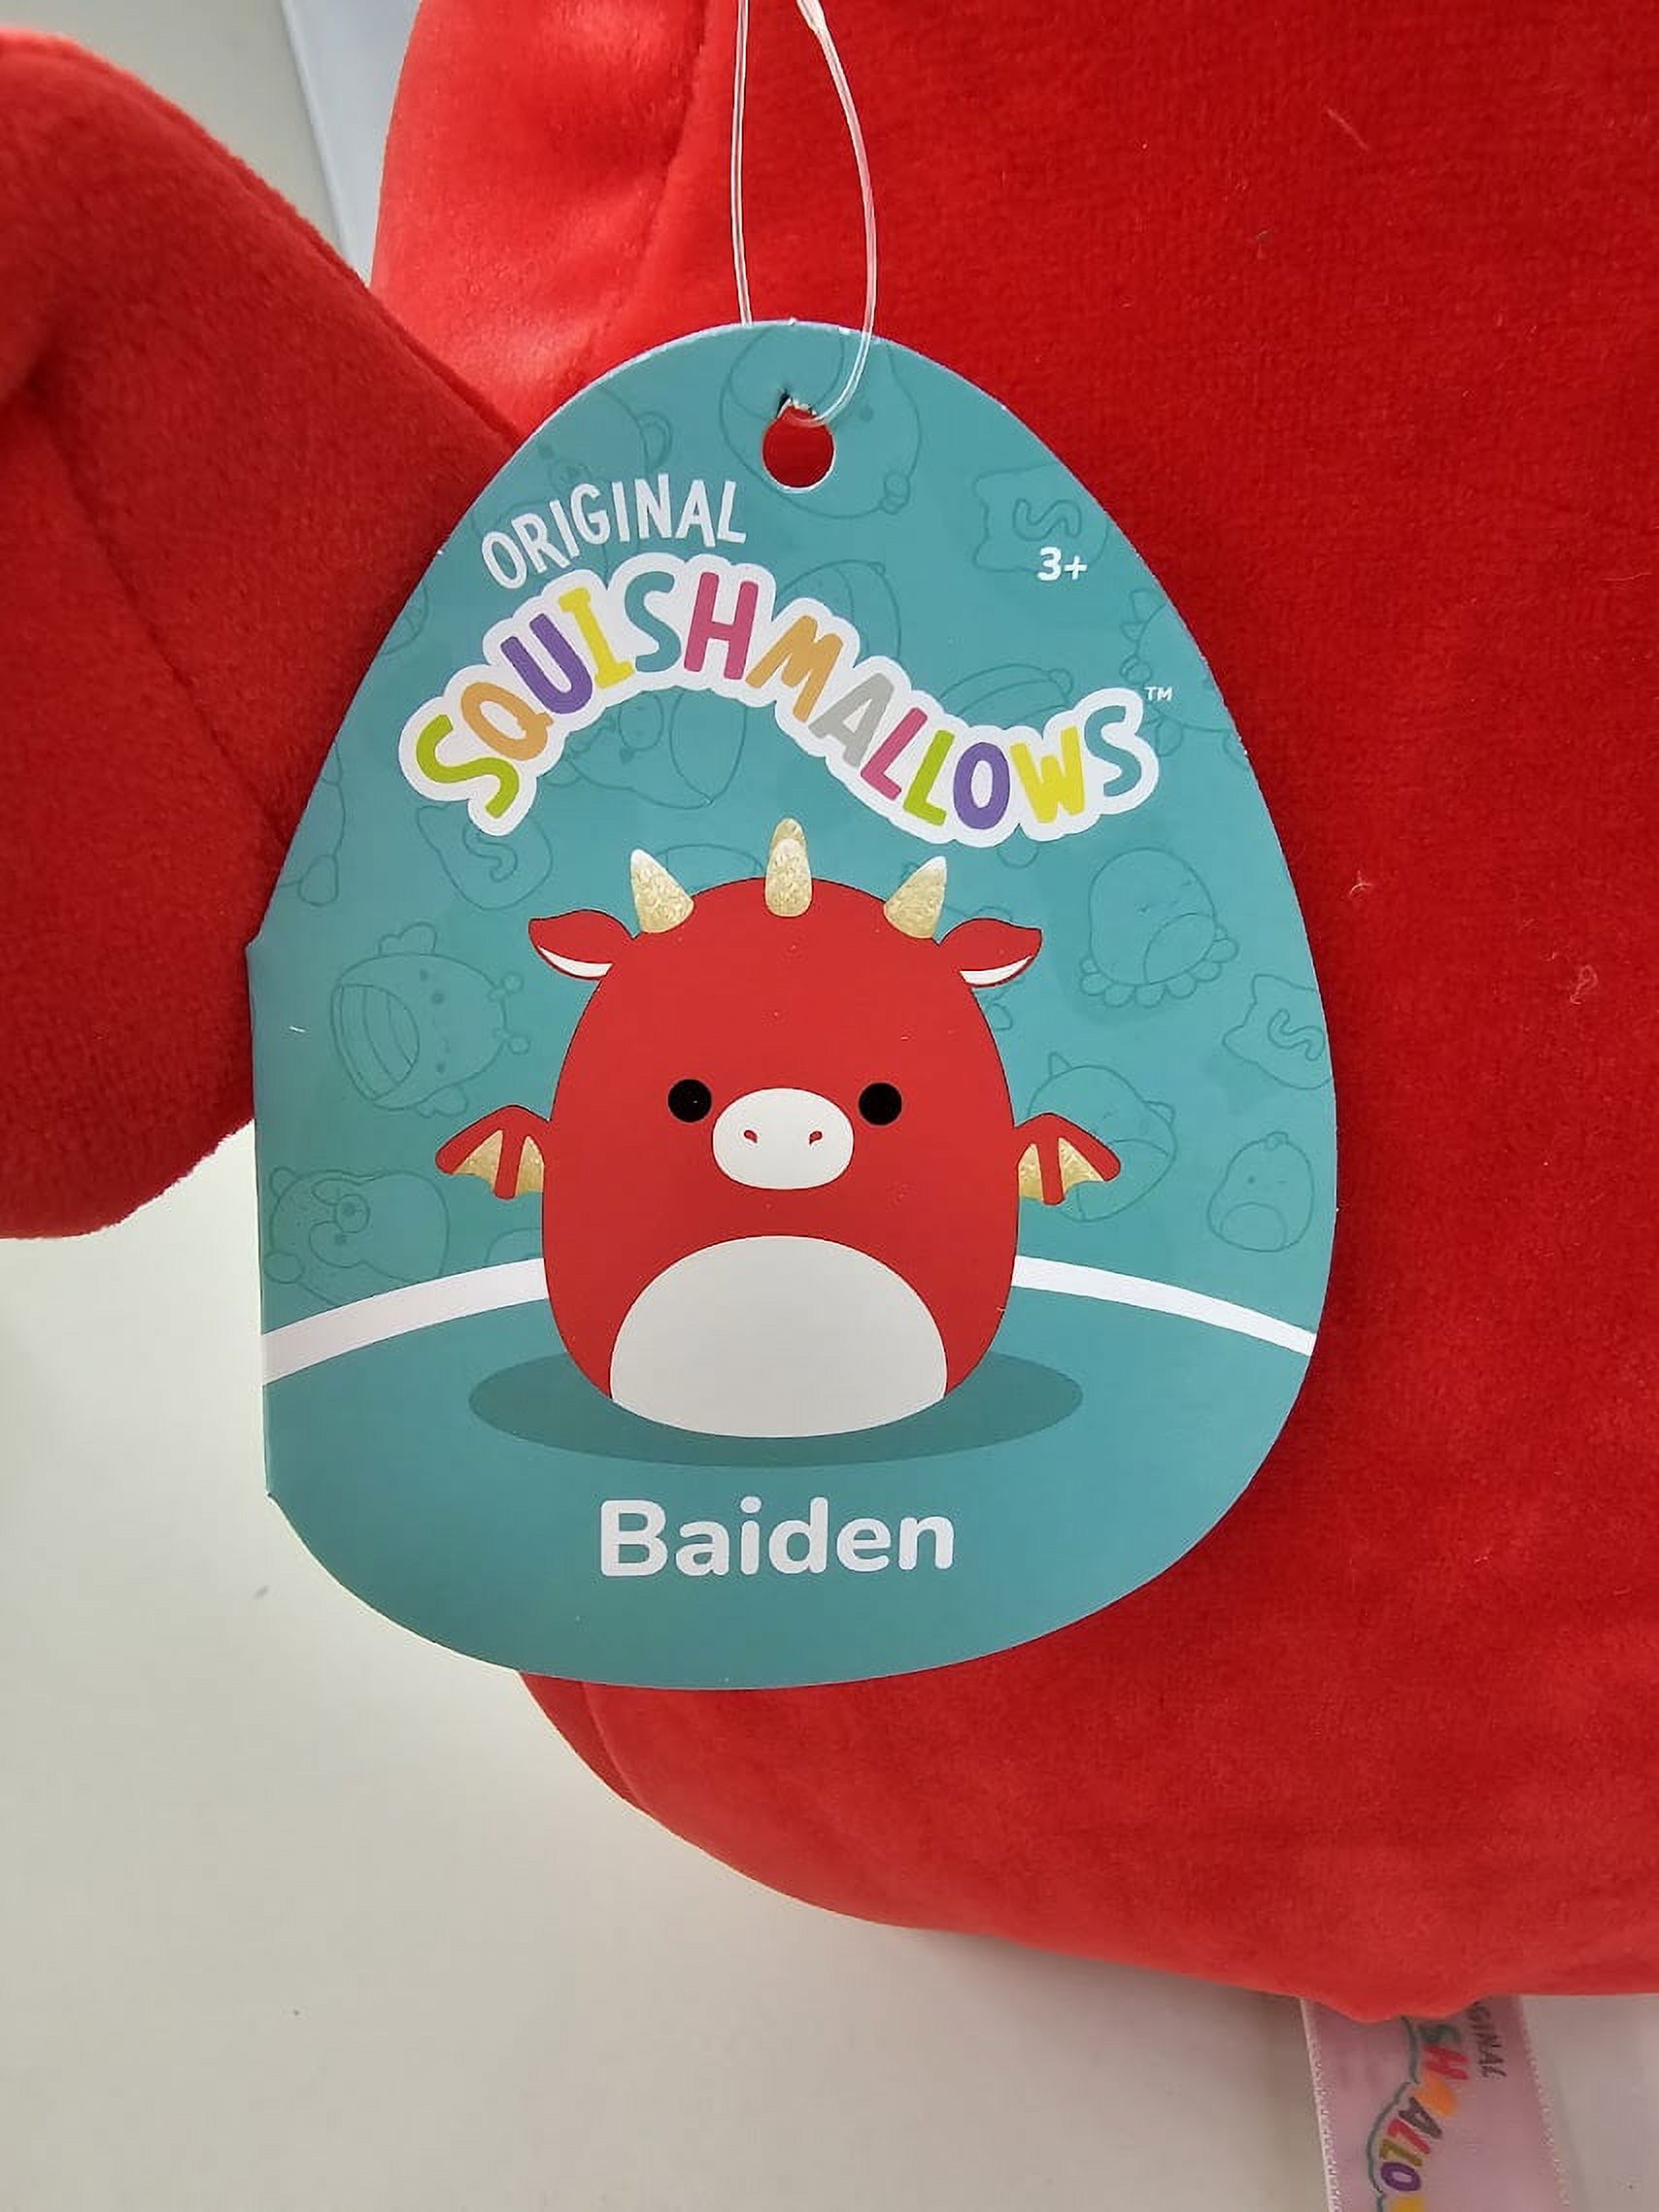 ORIGINAL
SQUISHMALLOWS™
3+
Baiden